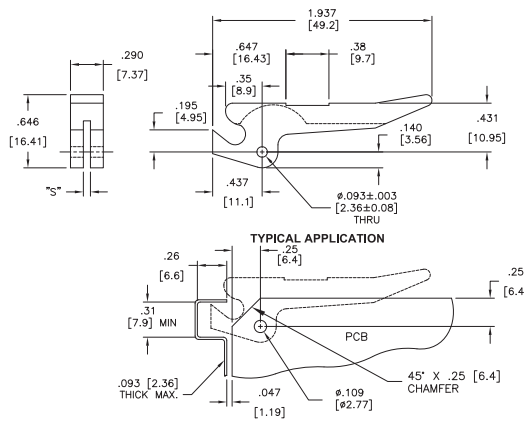 1.937
[49.2]
.290
[7.37]
.647
[16.43]
.38
[9.7]
.35
[8.9]
.195
[4.95]
.646
[16.41]
.140
[3.56]
.431
[10.95]
"S"
.437
[11.1]
ø.093±.003
[2.36±0.08]
THRU
TYPICAL APPLICATION
.26
[6.6]
.25
[6.4]
.25
[6.4
.31
[7.9] MIN
PCB
.093 [2.36]
THICK MAX.
.047
[1.19]
ø.109
[ø2.77]
45° X .25 [6.4]
CHAMFER